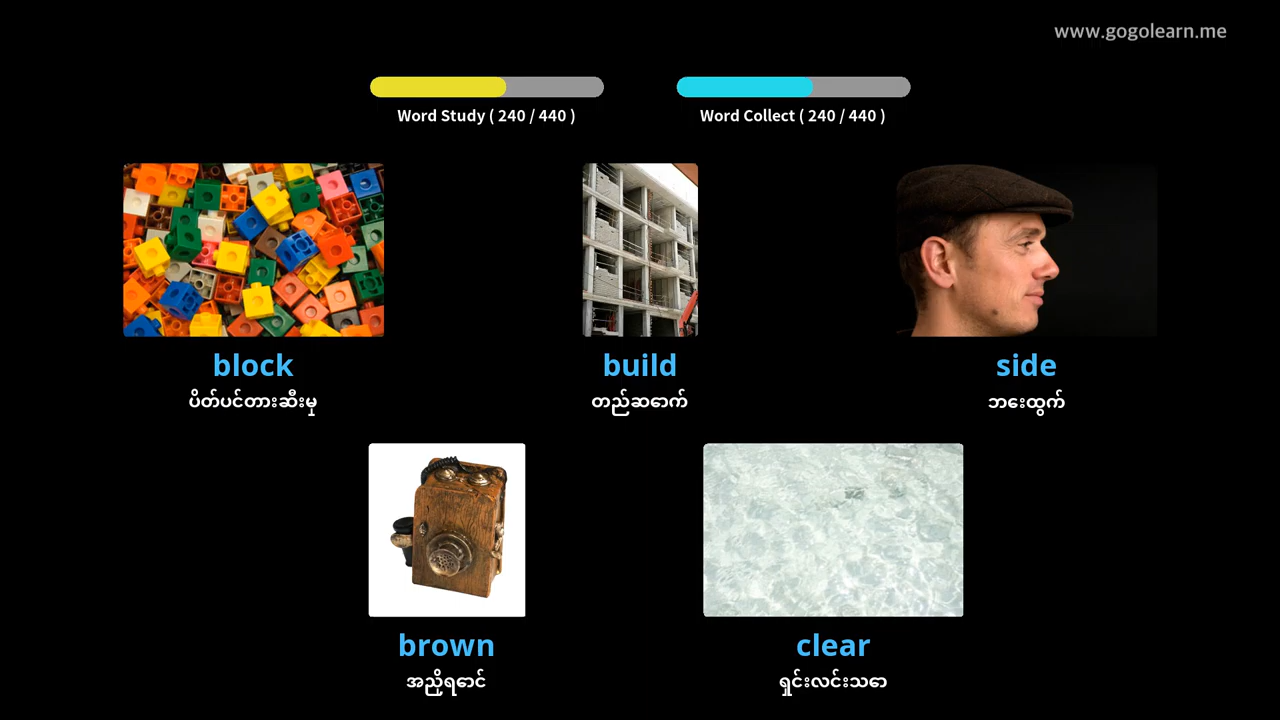 www.gogolearn.me
Word Study ( 240 / 440 )
Word Collect ( 240 / 440 )
block
ပိတ်ပင်တားဆီးမှု
build
တည်ဆောက်
side
ဘေးထွက်
brown
အညိုရောင်
clear
ရှင်းလင်းသော